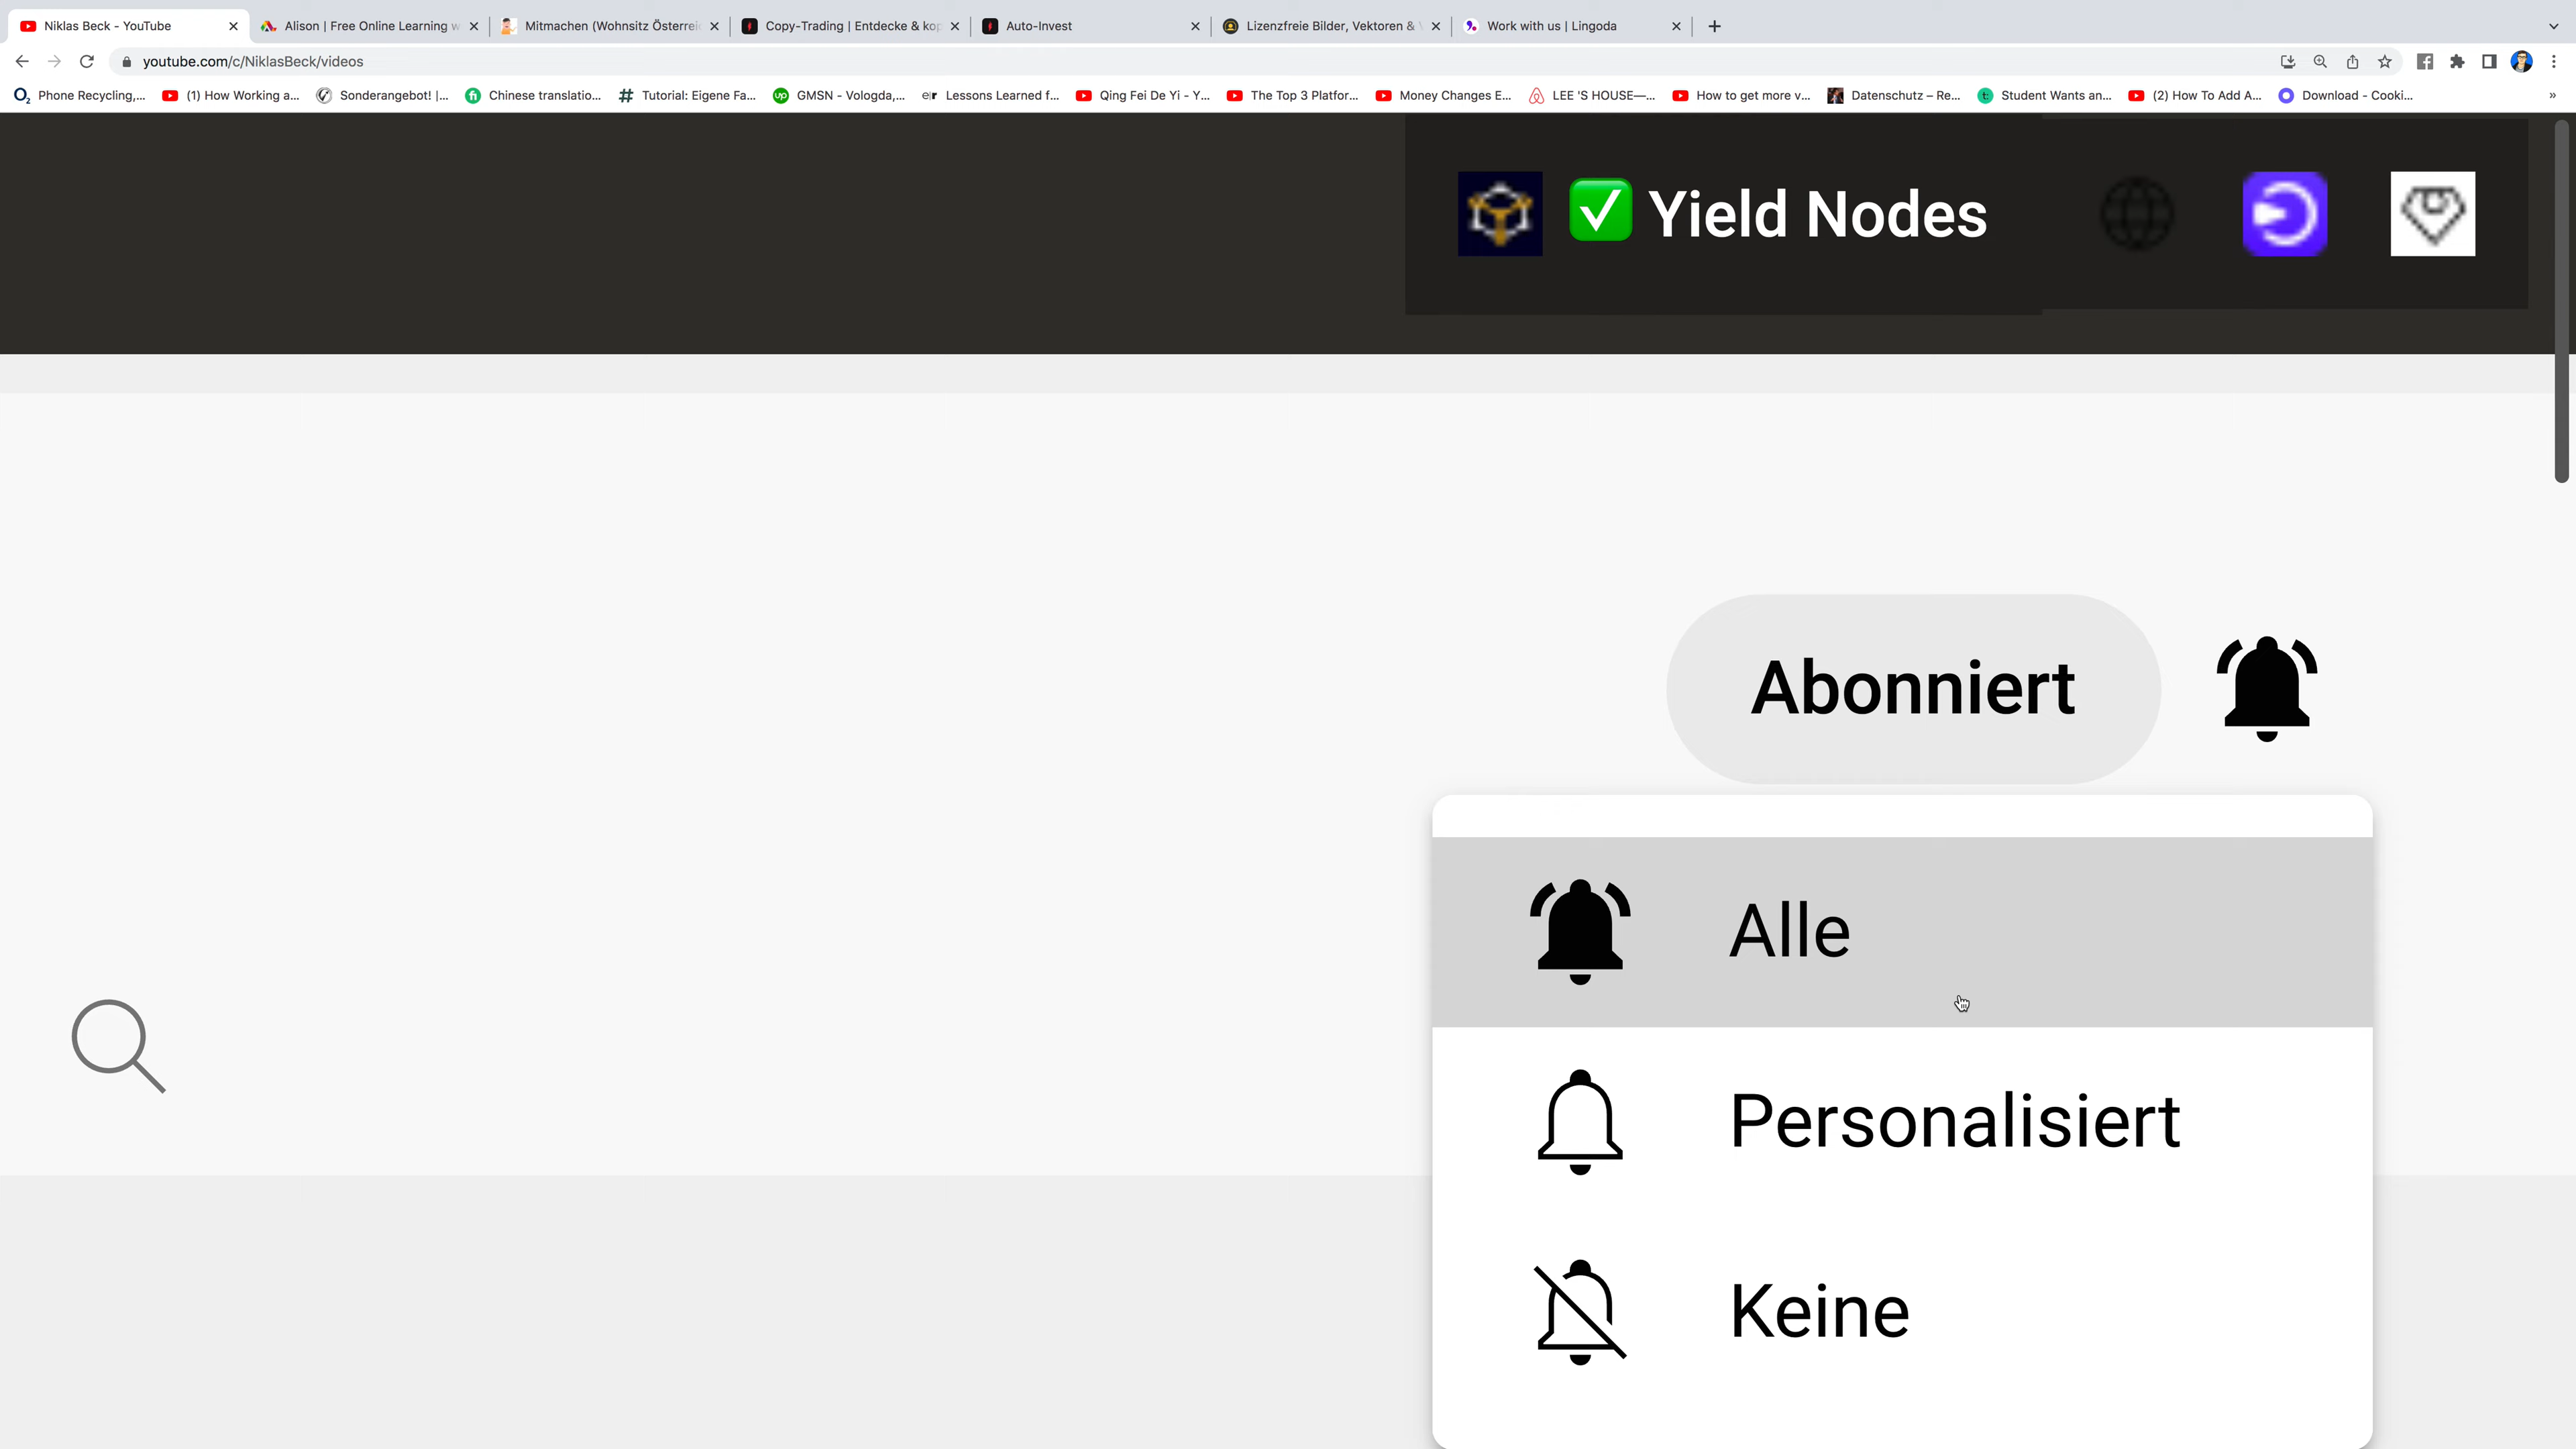 Niklas Beck - YouTube
Alison | Free Online Learning w
Mitmachen (Wohnsitz Österrei
Copy-Trading | Entdecke & kop
Auto-Invest
Lizenzfreie Bilder, Vektoren & V
Work with us | Lingoda
youtube.com/c/NiklasBeck/videos
Phone Recycling,...
(1) How Working a...
Sonderangebot! |...
Chinese translatio...
Tutorial: Eigene Fa...
GMSN - Vologda,...
Lessons Learned f...
Qing Fei De Yi - Y...
The Top 3 Platfor...
Money Changes E...
LEE 'S HOUSE—...
How to get more v...
Datenschutz – Re...
Student Wants an...
(2) How To Add A...
Download - Cooki...
Yield Nodes
Abonniert
Alle
Personalisiert
Keine